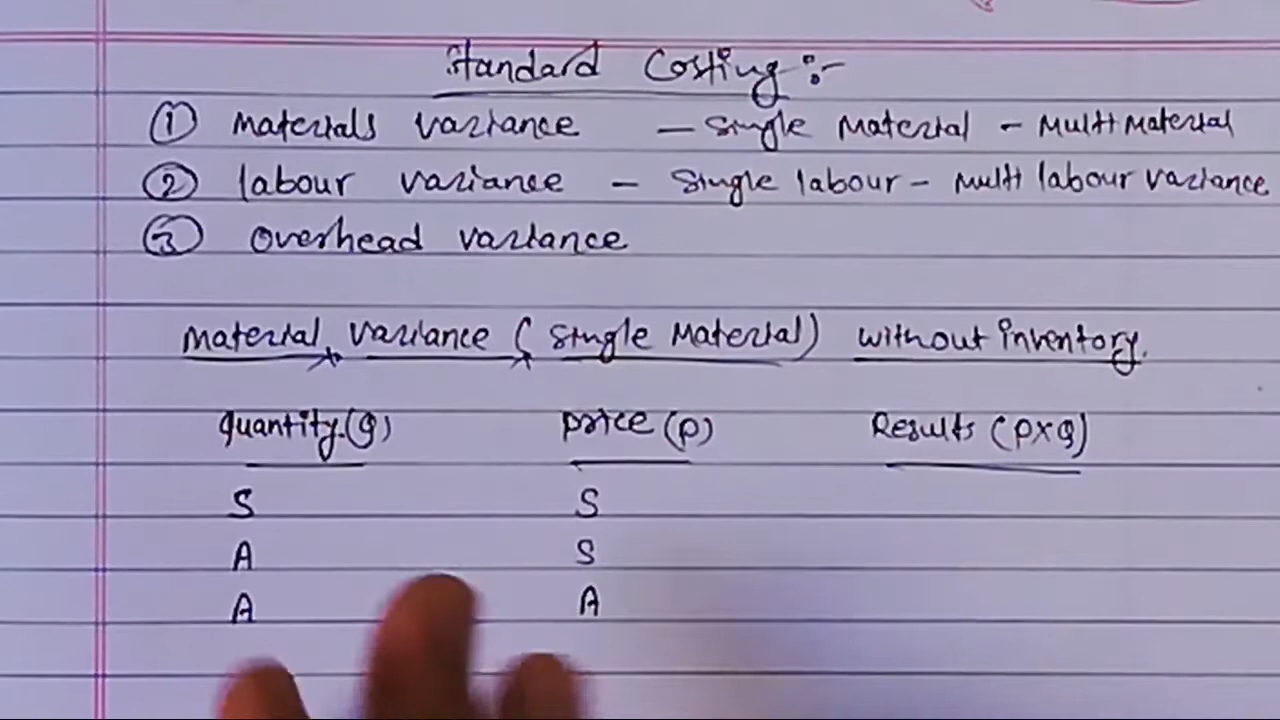 Standard Costing :-
① Materials variance - Single Material - Multi Material
② labour variance - Single labour - Multi labour variance
③ overhead variance
Material variance (Single Material) without inventory.
Quantity.(Q) Price (P) Results (P×Q)
S S
A S
A A